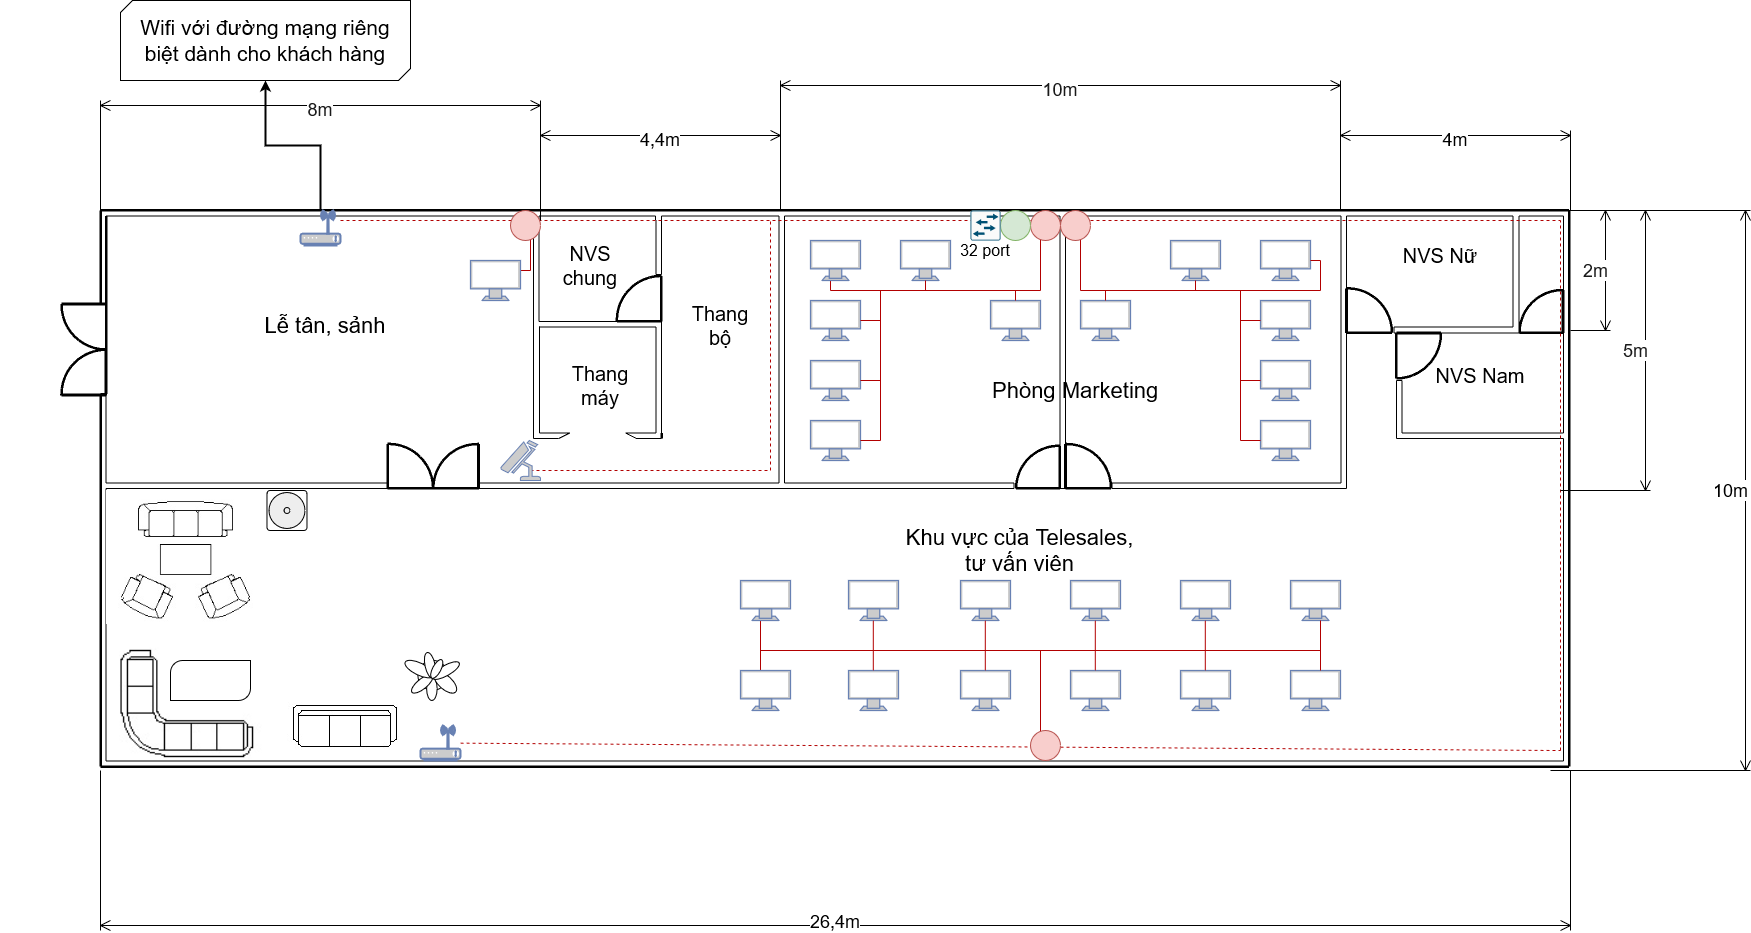 Wifi với đường mạng riêng
biệt dành cho khách hàng
8m
10m
4,4m
4m
32 port
NVS
chung
NVS Nữ
2m
Lễ tân, sảnh
Thang
bộ
5m
Thang
máy
Phòng Marketing
NVS Nam
10m
Khu vực của Telesales,
tư vấn viên
26,4m